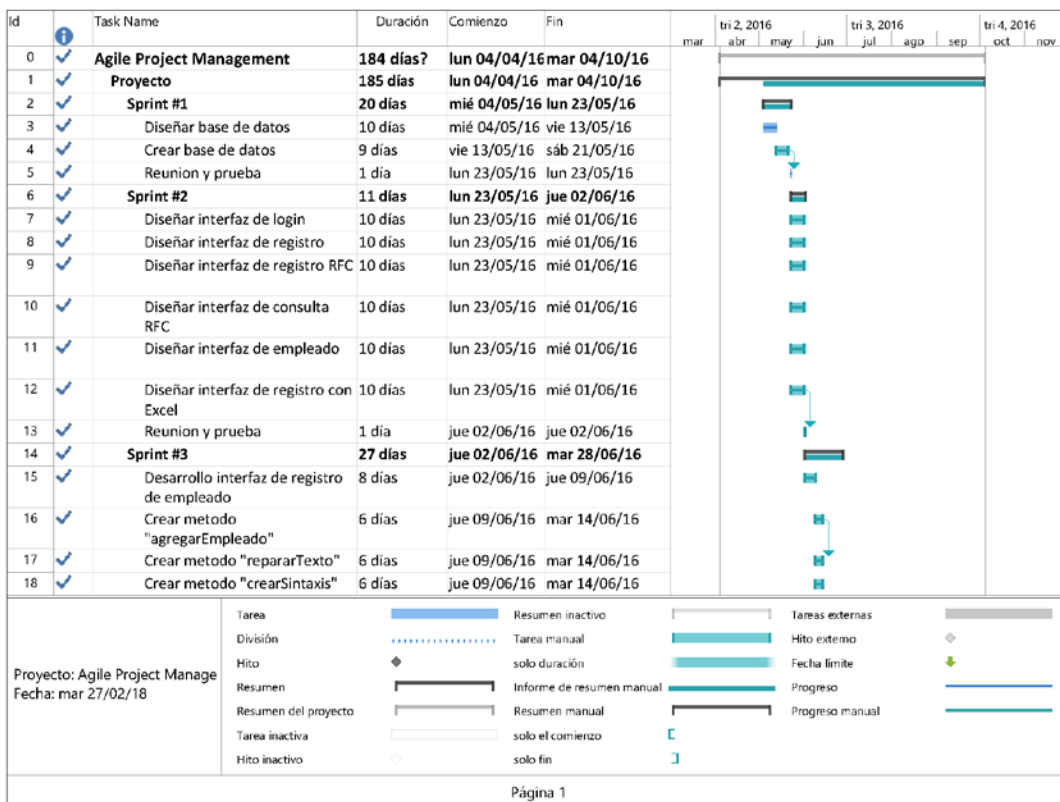 Id Task Name Duración Comienzo Fin
tri 2, 2016 tri 3, 2016 tri 4, 2016
mar abr may jun jul ago sep oct nov
0 Agile Project Management 184 días? lun 04/04/16 mar 04/10/16
1 Proyecto 185 días lun 04/04/16 mar 04/10/16
2 Sprint #1 20 días mié 04/05/16 lun 23/05/16
3 Diseñar base de datos 10 días mié 04/05/16 vie 13/05/16
4 Crear base de datos 9 días vie 13/05/16 sáb 21/05/16
5 Reunion y prueba 1 día lun 23/05/16 lun 23/05/16
6 Sprint #2 11 días lun 23/05/16 jue 02/06/16
7 Diseñar interfaz de login 10 días lun 23/05/16 mié 01/06/16
8 Diseñar interfaz de registro 10 días lun 23/05/16 mié 01/06/16
9 Diseñar interfaz de registro RFC 10 días lun 23/05/16 mié 01/06/16
10 Diseñar interfaz de consulta 10 días lun 23/05/16 mié 01/06/16
RFC
11 Diseñar interfaz de empleado 10 días lun 23/05/16 mié 01/06/16
12 Diseñar interfaz de registro con 10 días lun 23/05/16 mié 01/06/16
Excel
13 Reunion y prueba 1 día jue 02/06/16 jue 02/06/16
14 Sprint #3 27 días jue 02/06/16 mar 28/06/16
15 Desarrollo interfaz de registro 8 días jue 02/06/16 jue 09/06/16
de empleado
16 Crear metodo 6 días jue 09/06/16 mar 14/06/16
"agregarEmpleado"
17 Crear metodo "repararTexto" 6 días jue 09/06/16 mar 14/06/16
18 Crear metodo "crearSintaxis" 6 días jue 09/06/16 mar 14/06/16
Proyecto: Agile Project Manage
Fecha: mar 27/02/18
Tarea Resumen inactivo Tareas externas
División Tarea manual Hito externo
Hito solo duración Fecha límite
Resumen Informe de resumen manual Progreso
Resumen del proyecto Resumen manual Progreso manual
Tarea inactiva solo el comienzo
Hito inactivo solo fin
Página 1